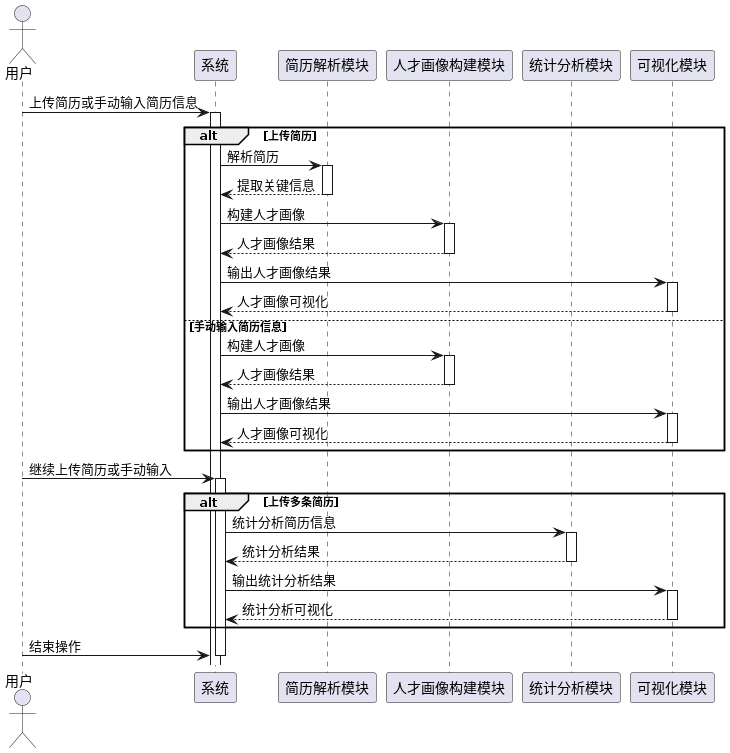 用户
系统
简历解析模块
人才画像构建模块
统计分析模块
可视化模块
上传简历或手动输入简历信息
alt
[上传简历]
解析简历
提取关键信息
构建人才画像
人才画像结果
输出人才画像结果
人才画像可视化
[手动输入简历信息]
构建人才画像
人才画像结果
输出人才画像结果
人才画像可视化
继续上传简历或手动输入
alt
[上传多条简历]
统计分析简历信息
统计分析结果
输出统计分析结果
统计分析可视化
结束操作
用户
系统
简历解析模块
人才画像构建模块
统计分析模块
可视化模块